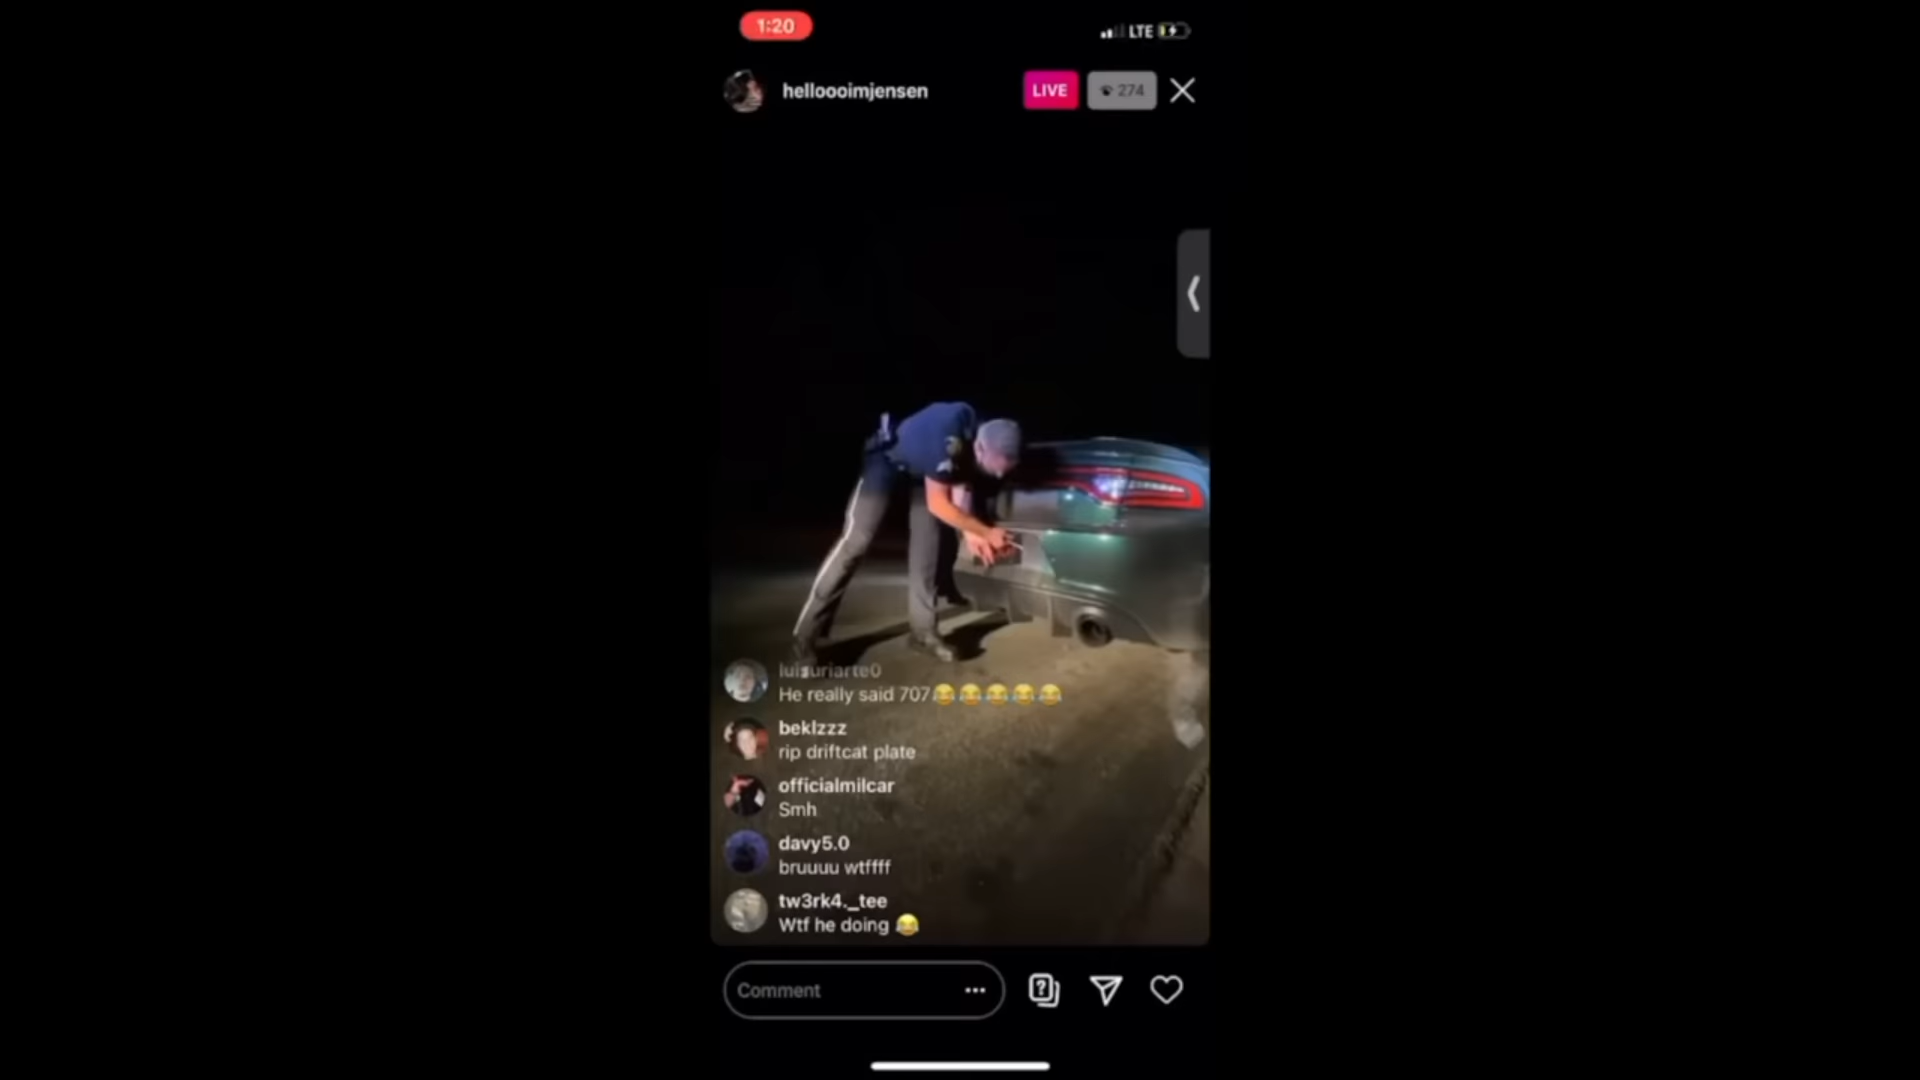 1:20
LTE
helloooimjensen
LIVE
274
luisuriarte0
He really said 707😂😂😂😂😂
beklzzz
rip driftcat plate
officialmilcar
Smh
davy5.0
bruuuu wtffff
tw3rk4._tee
Wtf he doing 😂
Comment